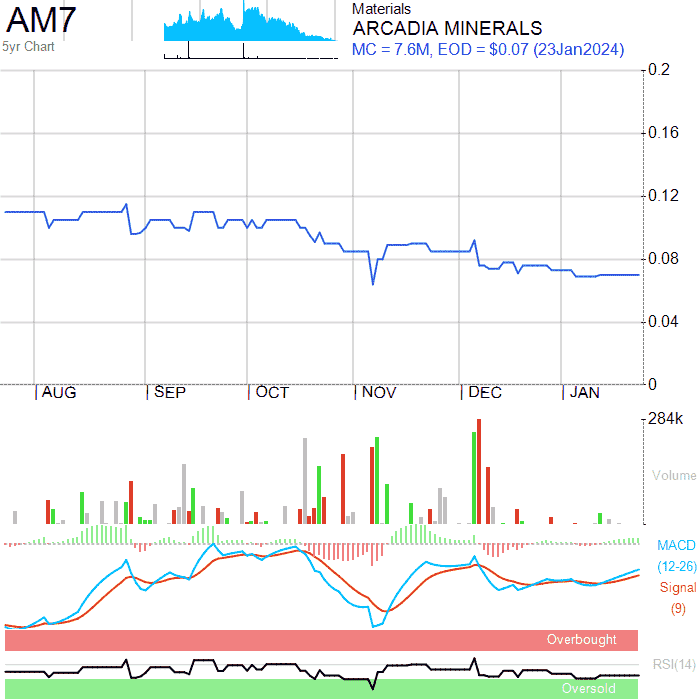 AM7
5yr Chart
Materials
ARCADIA MINERALS
MC = 7.6M, EOD = $0.07 (23Jan2024)
0.2
0.16
0.12
0.08
0.04
0
AUG SEP OCT NOV DEC JAN
284k
Volume
MACD
(12-26)
Signal
(9)
Overbought
RSI(14)
Oversold